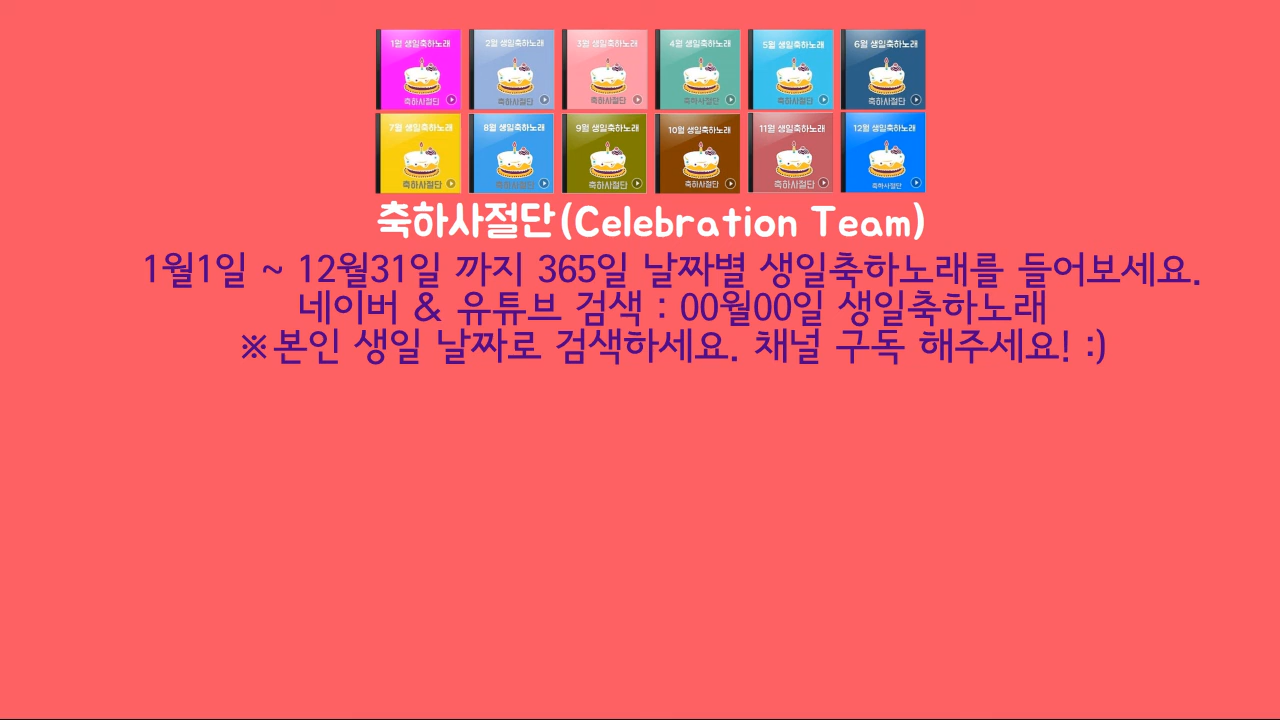 1월 생일축하노래
축하사절단
2월 생일축하노래
축하사절단
3월 생일축하노래
축하사절단
4월 생일축하노래
축하사절단
5월 생일축하노래
축하사절단
6월 생일축하노래
축하사절단
7월 생일축하노래
축하사절단
8월 생일축하노래
축하사절단
9월 생일축하노래
축하사절단
10월 생일축하노래
축하사절단
11월 생일축하노래
축하사절단
12월 생일축하노래
축하사절단
축하사절단(Celebration Team)
1월1일 ~ 12월31일 까지 365일 날짜별 생일축하노래를 들어보세요.
네이버 & 유튜브 검색 : 00월00일 생일축하노래
※본인 생일 날짜로 검색하세요. 채널 구독 해주세요! :)